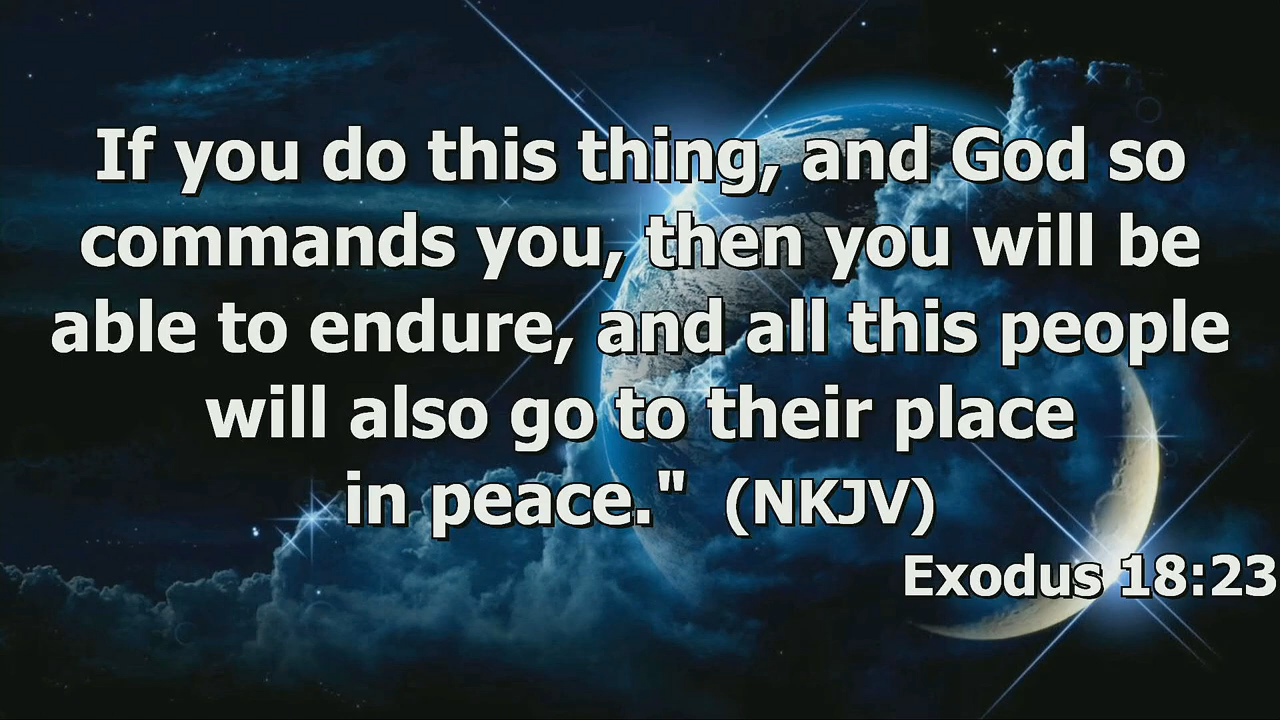 If you do this thing, and God so
commands you, then you will be
able to endure, and all this people
will also go to their place
in peace." (NKJV)
Exodus 18:23